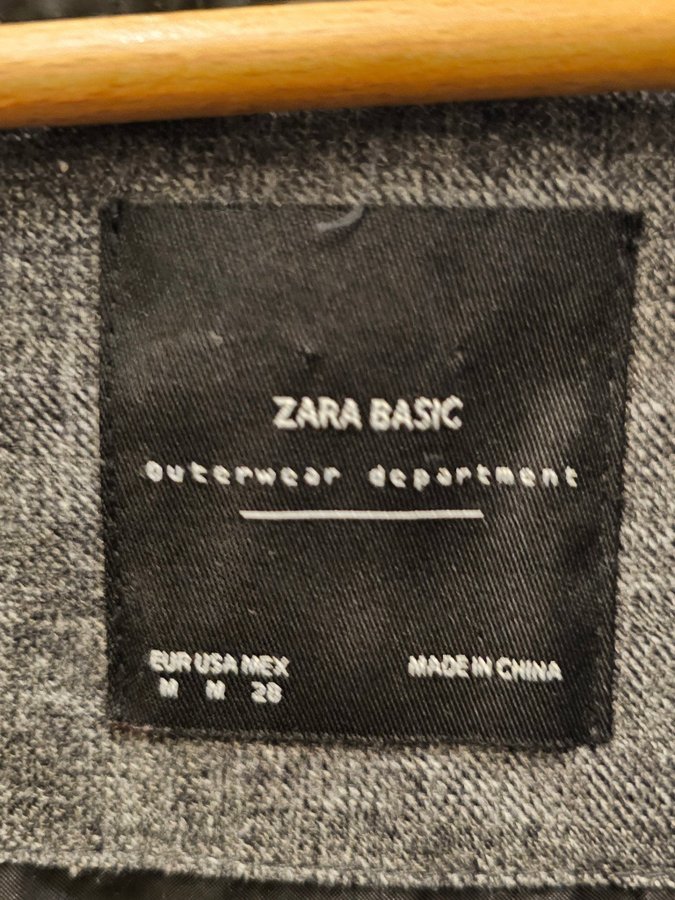 ZARA BASIC
outerwear department
EUR USA MEX
M M 28
MADE IN CHINA